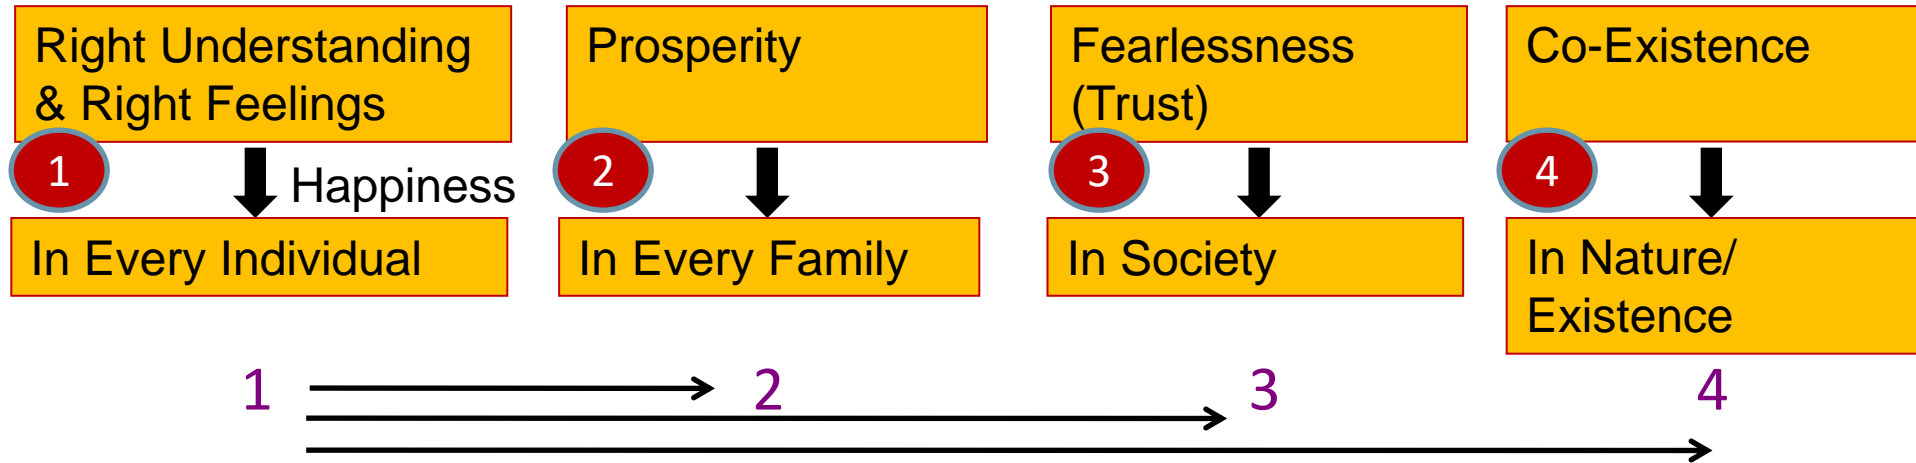 Right Understanding
& Right Feelings
Prosperity
Fearlessness
(Trust)
Co-Existence
1
Happiness
2
3
4
In Every Individual
In Every Family
In Society
In Nature/
Existence
1
2
3
4